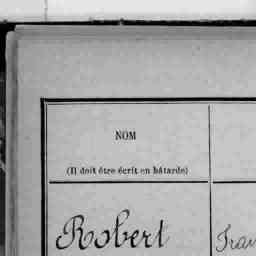 NOM
(Il doit être écrit en bâtarde)
Robert